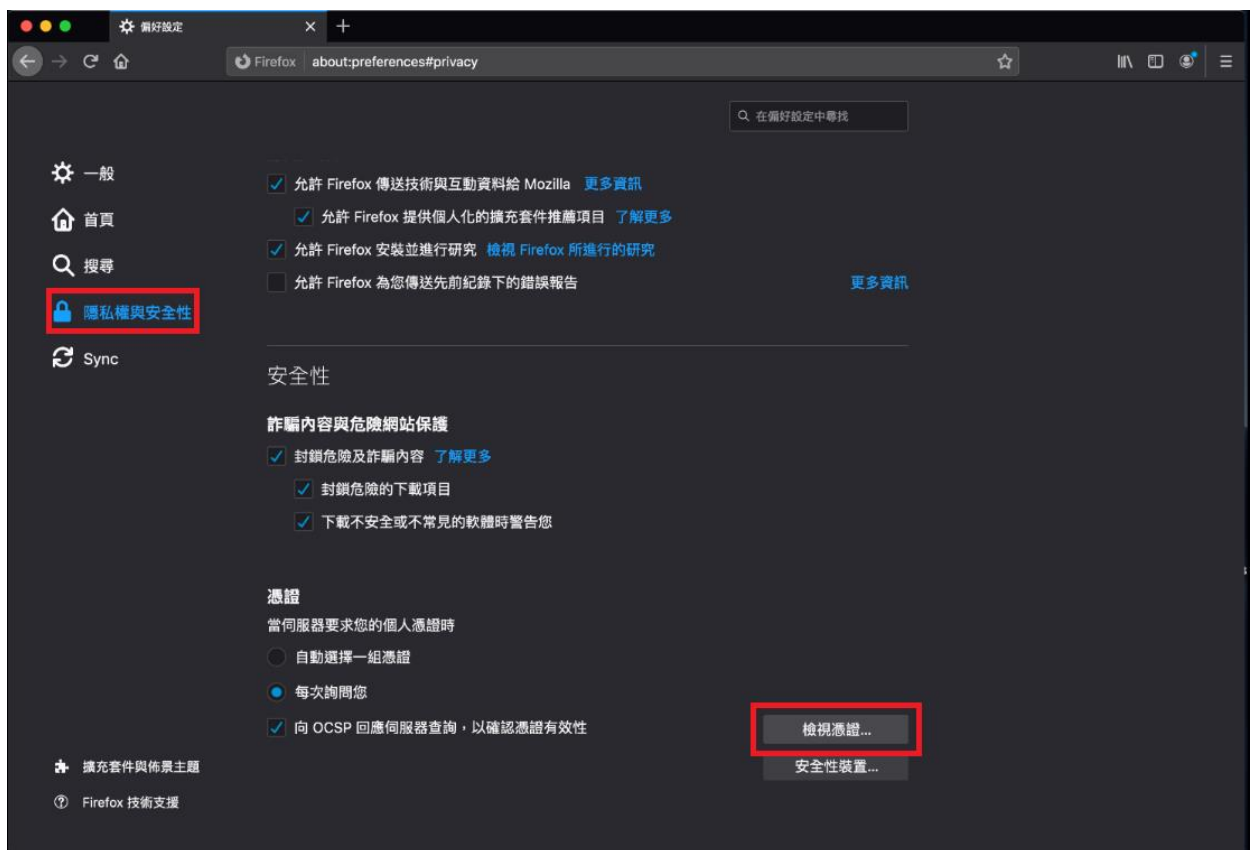 偏好設定
Firefox about:preferences#privacy
在偏好設定中尋找
一般
首頁
搜尋
隱私權與安全性
Sync
擴充套件與佈景主題
Firefox 技術支援
允許 Firefox 傳送技術與互動資料給 Mozilla 更多資訊
允許 Firefox 提供個人化的擴充套件推薦項目 了解更多
允許 Firefox 安裝並進行研究 檢視 Firefox 所進行的研究
允許 Firefox 為您傳送先前紀錄下的錯誤報告 更多資訊
安全性
詐騙內容與危險網站保護
封鎖危險及詐騙內容 了解更多
封鎖危險的下載項目
下載不安全或不常見的軟體時警告您
憑證
當伺服器要求您的個人憑證時
自動選擇一組憑證
每次詢問您
向 OCSP 回應伺服器查詢，以確認憑證有效性
檢視憑證...
安全性裝置...